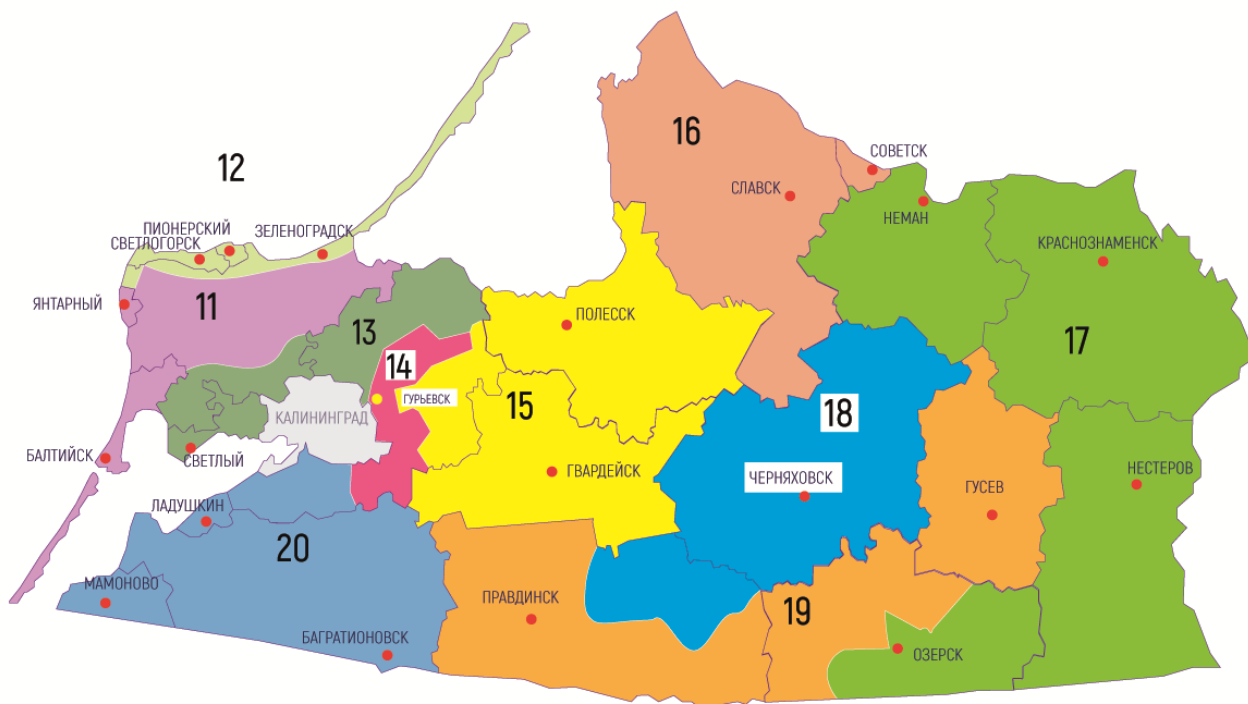 16
СОВЕТСК
12
СЛАВСК
НЕМАН
ПИОНЕРСКИЙ
ЗЕЛЕНОГРАДСК
СВЕТЛОГОРСК
КРАСНОЗНАМЕНСК
ЯНТАРНЫЙ
11
ПОЛЕССК
13
17
14
ГУРЬЕВСК
15
18
КАЛИНИНГРАД
БАЛТИЙСК
СВЕТЛЫЙ
ГВАРДЕЙСК
ЧЕРНЯХОВСК
НЕСТЕРОВ
ГУСЕВ
ЛАДУШКИН
20
МАМОНОВО
ПРАВДИНСК
19
БАГРАТИОНОВСК
ОЗЕРСК